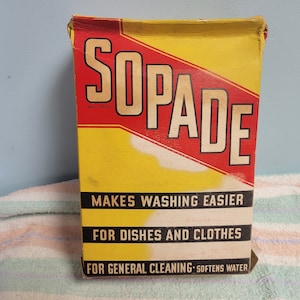 SOPADE
MAKES WASHING EASIER
FOR DISHES AND CLOTHES
FOR GENERAL CLEANING · SOFTENS WATER